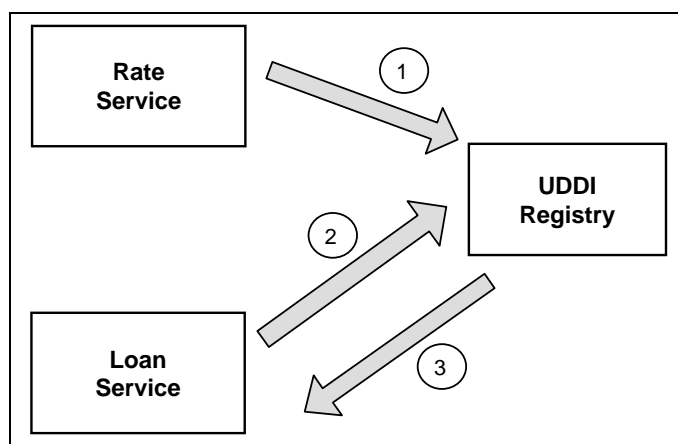 Rate
Service
1
UDDI
Registry
2
Loan
Service
3